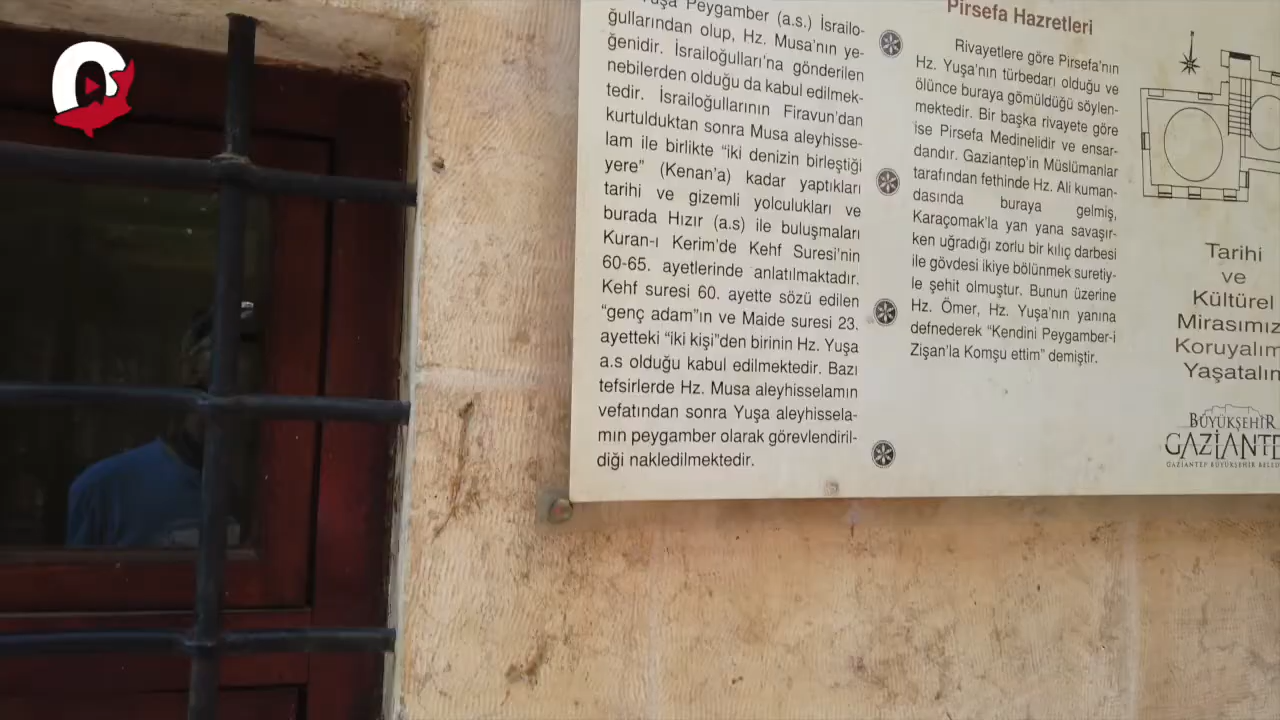 Yuşa Peygamber (a.s.) İsrailo-
ğullarından olup, Hz. Musa'nın ye-
ğenidir. İsrailoğulları'na gönderilen
nebilerden olduğu da kabul edilmek-
tedir. İsrailoğullarının Firavun'dan
kurtulduktan sonra Musa aleyhisse-
lam ile birlikte "iki denizin birleştiği
yere" (Kenan'a) kadar yaptıkları
tarihi ve gizemli yolculukları ve
burada Hızır (a.s) ile buluşmaları
Kuran-ı Kerim'de Kehf Suresi'nin
60-65. ayetlerinde anlatılmaktadır.
Kehf suresi 60. ayette sözü edilen
"genç adam"ın ve Maide suresi 23.
ayetteki "iki kişi"den birinin Hz. Yuşa
a.s olduğu kabul edilmektedir. Bazı
tefsirlerde Hz. Musa aleyhisselamın
vefatından sonra Yuşa aleyhissela-
mın peygamber olarak görevlendiril-
diği nakledilmektedir.
Pirsefa Hazretleri
Rivayetlere göre Pirsefa'nın
Hz. Yuşa'nın türbedarı olduğu ve
ölünce buraya gömüldüğü söylen-
mektedir. Bir başka rivayete göre
ise Pirsefa Medinelidir ve ensar-
dandır. Gaziantep'in Müslümanlar
tarafından fethinde Hz. Ali kuman-
dasında buraya gelmiş,
Karaçomak'la yan yana savaşır-
ken uğradığı zorlu bir kılıç darbesi
ile gövdesi ikiye bölünmek suretiy-
le şehit olmuştur. Bunun üzerine
Hz. Ömer, Hz. Yuşa'nın yanına
defnederek "Kendini Peygamber-i
Zişan'la Komşu ettim" demiştir.
Tarihi
ve
Kültürel
Mirasımız
Koruyalım
Yaşatalın
BÜYÜKŞEHİR
GAZİANTE
GAZİANTEP BÜYÜKŞEHİR BELED